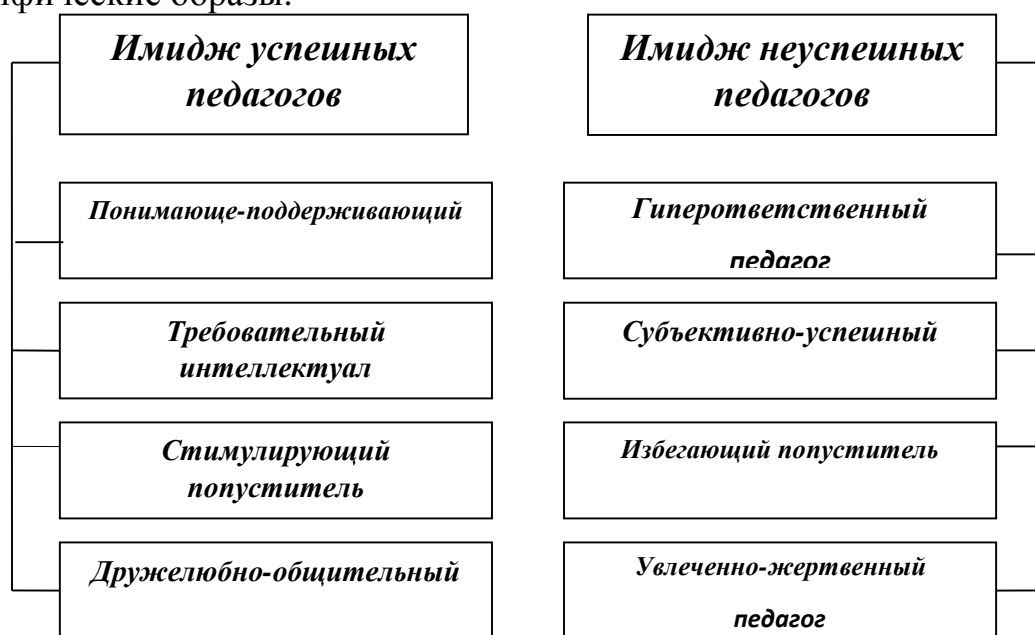 образы:
Имидж успешных
педагогов
Имидж неуспешных
педагогов
Понимающе-поддерживающий
Гиперответственный
педагог
Требовательный
интеллектуал
Субъективно-успешный
Стимулирующий
попуститель
Избегающий попуститель
Дружелюбно-общительный
Увлеченно-жертвенный
педагог